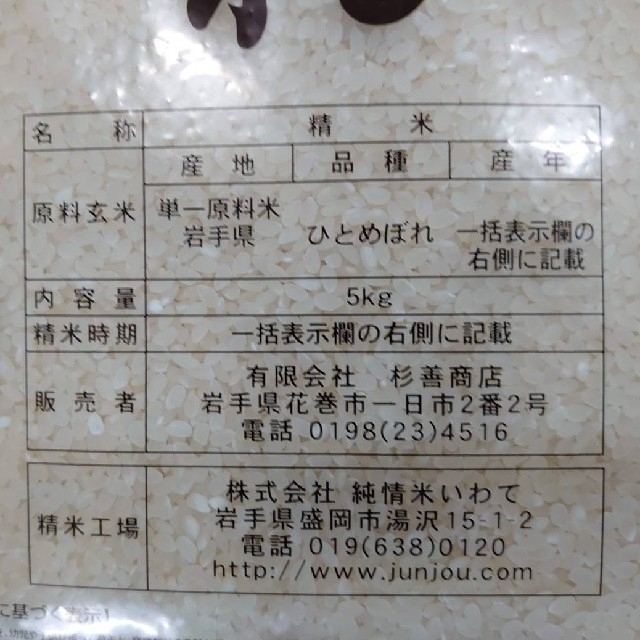 名称 精米
産地 品種 産年
原料玄米 単一原料米
岩手県 ひとめぼれ 一括表示欄の
右側に記載
内容量 5kg
精米時期 一括表示欄の右側に記載
有限会社 杉善商店
販売者 岩手県花巻市一日市2番2号
電話 0198(23)4516
株式会社 純情米いわて
精米工場 岩手県盛岡市湯沢15-1-2
電話 019(638)0120
http://www.junjou.com
に基づく表示】